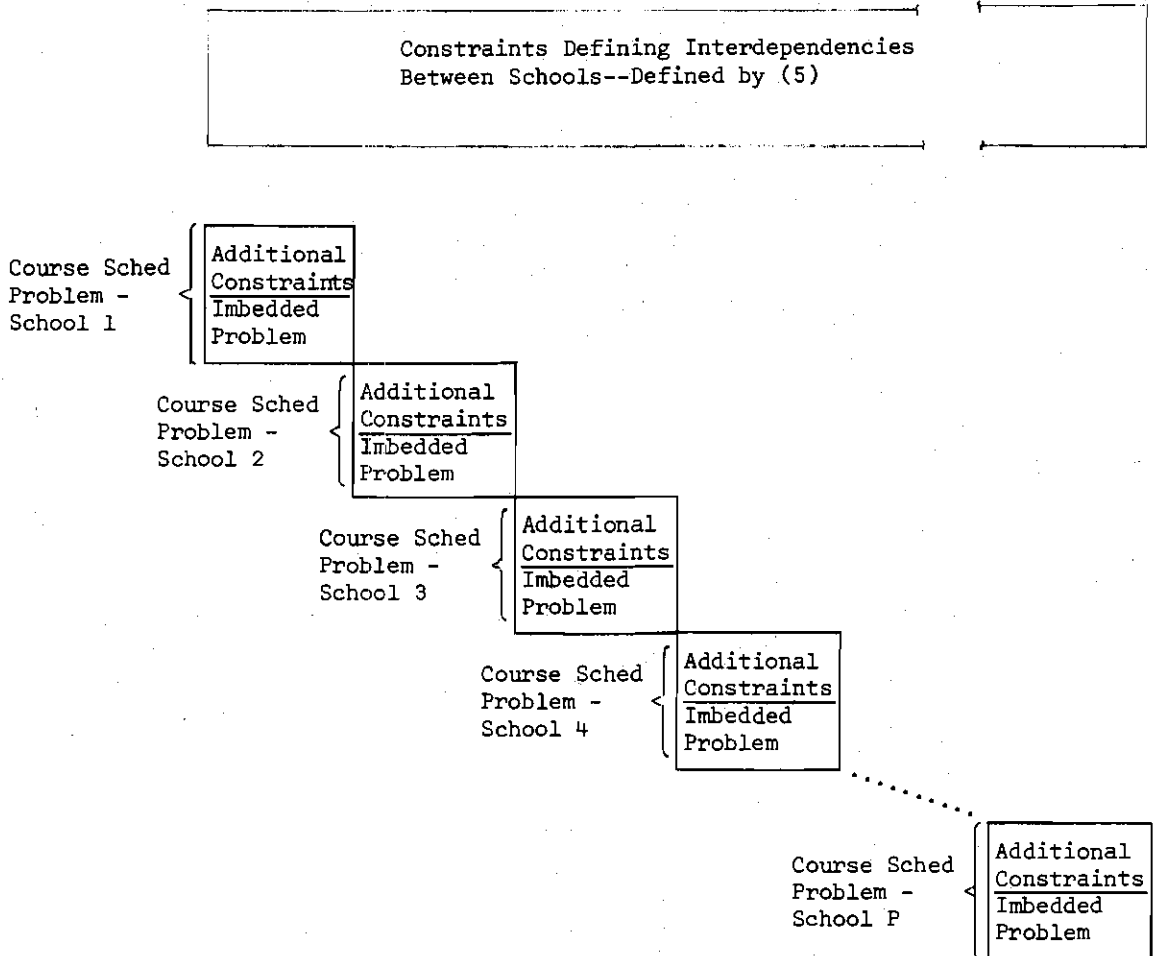 Constraints Defining Interdependencies
Between Schools--Defined by (5)
Course Sched
Problem -
School 1
Additional
Constraints
Imbedded
Problem
Course Sched
Problem -
School 2
Additional
Constraints
Imbedded
Problem
Course Sched
Problem -
School 3
Additional
Constraints
Imbedded
Problem
Course Sched
Problem -
School 4
Additional
Constraints
Imbedded
Problem
Course Sched
Problem -
School P
Additional
Constraints
Imbedded
Problem